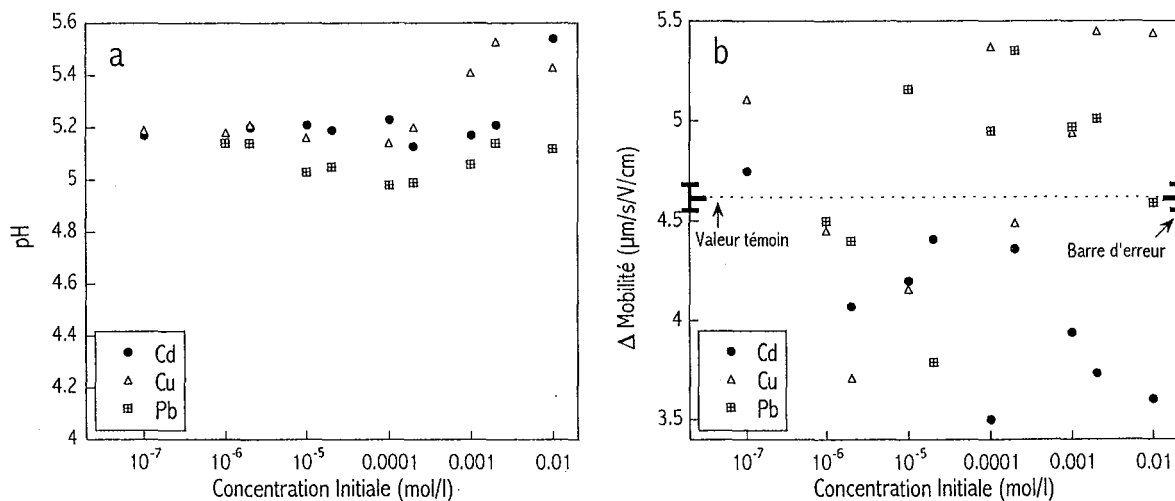 a
5.6
5.4
5.2
5
4.8
4.6
4.4
4.2
4
pH
Cd
Cu
Pb
10⁻⁷
10⁻⁶
10⁻⁵
0.0001
0.001
0.01
Concentration Initiale (mol/l)
b
5.5
5
4.5
4
3.5
Δ Mobilité (µm/s/V/cm)
Valeur témoin
Barre d'erreur
Cd
Cu
Pb
10⁻⁷
10⁻⁶
10⁻⁵
0.0001
0.001
0.01
Concentration Initiale (mol/l)